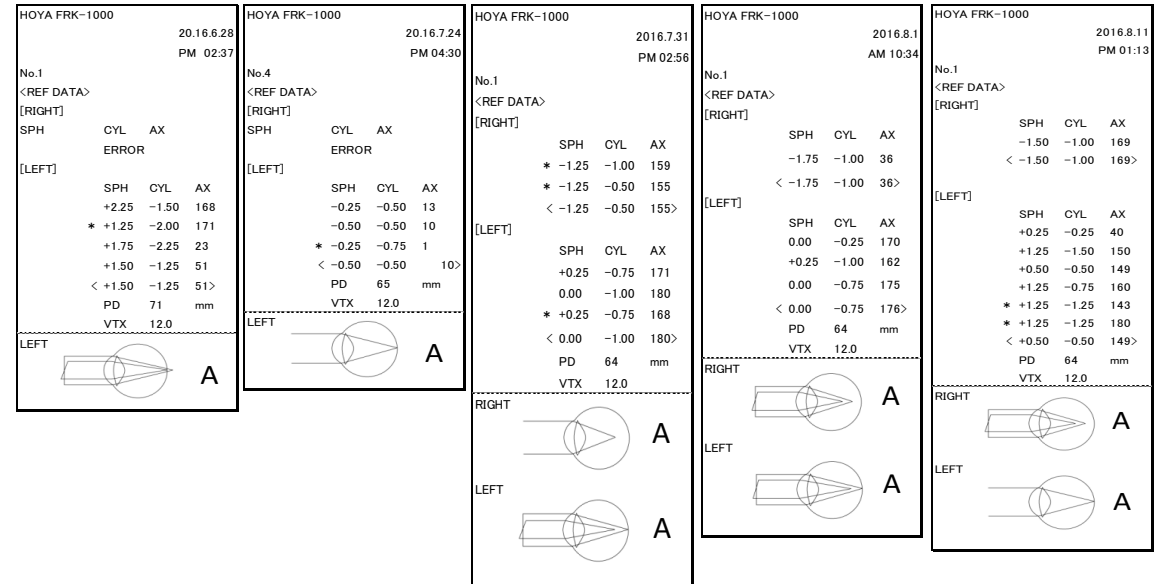 HOYA FRK-1000
20.16.6.28
PM 02:37
No.1
<REF DATA>
[RIGHT]
SPH CYL AX
ERROR
[LEFT]
SPH CYL AX
+2.25 -1.50 168
* +1.25 -2.00 171
+1.75 -2.25 23
+1.50 -1.25 51
< +1.50 -1.25 51>
PD 71 mm
VTX 12.0
LEFT
A
HOYA FRK-1000
20.16.7.24
PM 04:30
No.4
<REF DATA>
[RIGHT]
SPH CYL AX
ERROR
[LEFT]
SPH CYL AX
-0.25 -0.50 13
-0.50 -0.50 10
* -0.25 -0.75 1
< -0.50 -0.50 10>
PD 65 mm
VTX 12.0
LEFT
A
HOYA FRK-1000
2016.7.31
PM 02:56
No.1
<REF DATA>
[RIGHT]
SPH CYL AX
* -1.25 -1.00 159
* -1.25 -0.50 155
< -1.25 -0.50 155>
[LEFT]
SPH CYL AX
+0.25 -0.75 171
0.00 -1.00 180
* +0.25 -0.75 168
< 0.00 -1.00 180>
PD 64 mm
VTX 12.0
RIGHT
A
LEFT
A
HOYA FRK-1000
2016.8.1
AM 10:34
No.1
<REF DATA>
[RIGHT]
SPH CYL AX
-1.75 -1.00 36
< -1.75 -1.00 36>
[LEFT]
SPH CYL AX
0.00 -0.25 170
+0.25 -1.00 162
0.00 -0.75 175
< 0.00 -0.75 176>
PD 64 mm
VTX 12.0
RIGHT
A
LEFT
A
HOYA FRK-1000
2016.8.11
PM 01:13
No.1
<REF DATA>
[RIGHT]
SPH CYL AX
-1.50 -1.00 169
< -1.50 -1.00 169>
[LEFT]
SPH CYL AX
+0.25 -0.25 40
+1.25 -1.50 150
+0.50 -0.50 149
+1.25 -0.75 160
* +1.25 -1.25 143
* +1.25 -1.25 180
< +0.50 -0.50 149>
PD 64 mm
VTX 12.0
RIGHT
A
LEFT
A